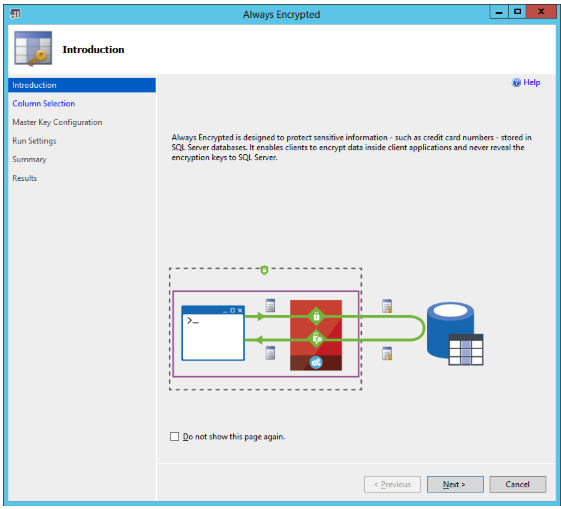 Always Encrypted
Introduction
Introduction
Column Selection
Master Key Configuration
Run Settings
Summary
Results
Help
Always Encrypted is designed to protect sensitive information - such as credit card numbers - stored in
SQL Server databases. It enables clients to encrypt data inside client applications and never reveal the
encryption keys to SQL Server.
>_
Do not show this page again.
< Previous
Next >
Cancel